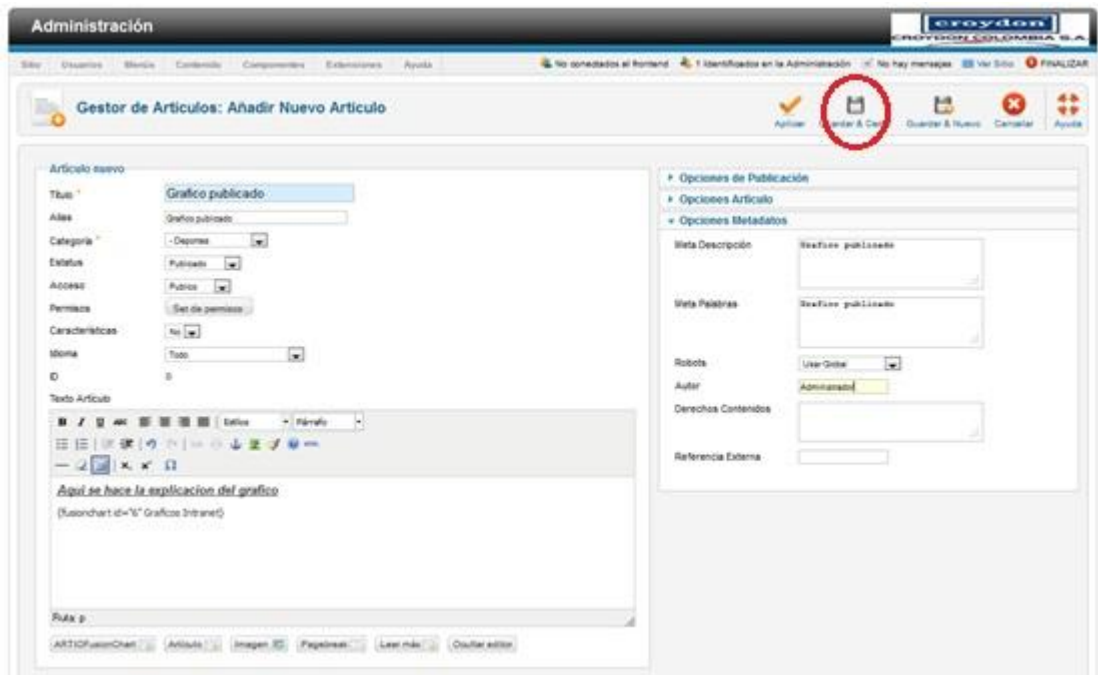 Administración
croydon
CROYDON COLOMBIA S.A.
Sitio Usuarios Menús Contenido Componentes Extensiones Ayuda
No conectados al frontend 1 Identificados en la Administración No hay mensajes Ver Sitio FINALIZAR
Gestor de Artículos: Añadir Nuevo Artículo
Aplicar Guardar & Guardar & Nuevo Cancelar Ayuda
Artículo nuevo
Título *
Grafico publicado
Alias
Grafico publicado
Categoría *
- Deportes
Estatus
Publicado
Acceso
Publico
Permisos
Set de permisos
Características
No
Idioma
Todo
ID
0
Texto Artículo
B I U ABC Estilos Párrafo
HTML
Aqui se hace la explicacion del grafico
{fusionchart id="6" Graficos Intranet}
Ruta: p
ARTIOFusionChart Artículo Imagen Pagebreak Leer más Ocultar editor
Opciones de Publicación
Opciones Artículo
Opciones Metadatos
Meta Descripción
Grafico publicado
Meta Palabras
Grafico publicado
Robots
Usar Global
Autor
Administrador
Derechos Contenidos
Referencia Externa